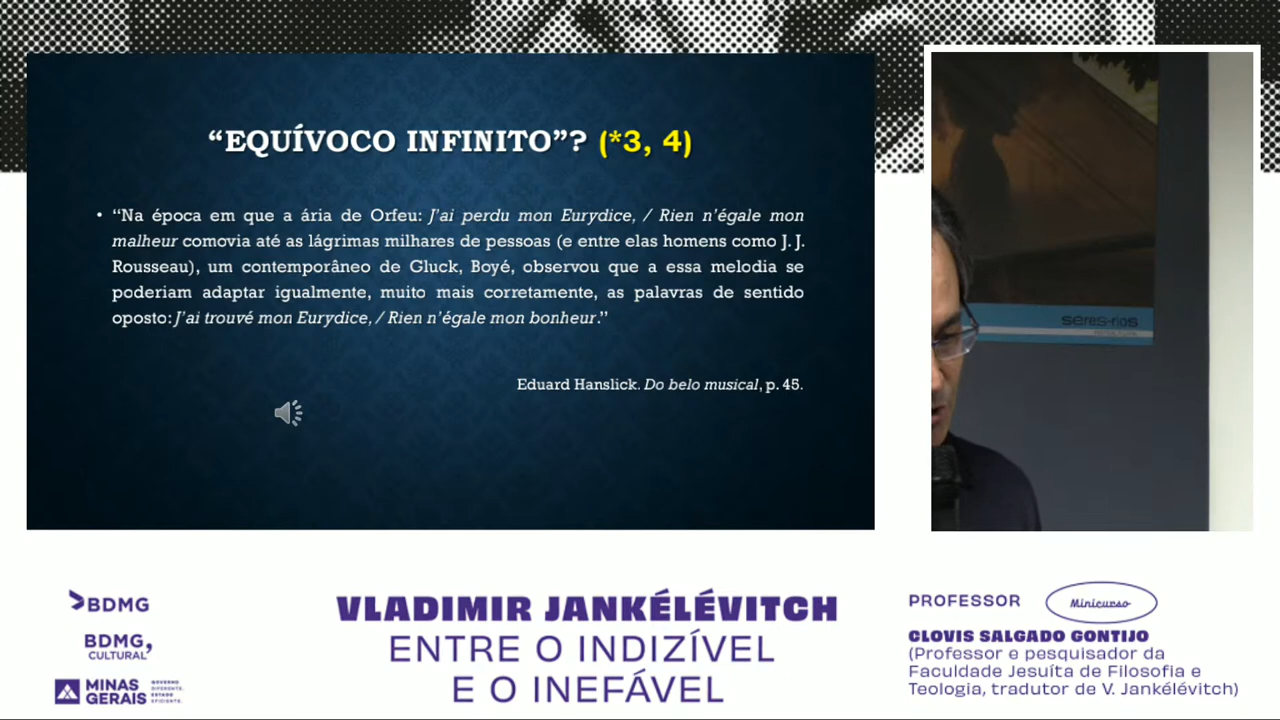 “EQUÍVOCO INFINITO”? (*3, 4)
• “Na época em que a ária de Orfeu: J’ai perdu mon Eurydice, / Rien n’égale mon
malheur comovia até as lágrimas milhares de pessoas (e entre elas homens como J. J.
Rousseau), um contemporâneo de Gluck, Boyé, observou que a essa melodia se
poderiam adaptar igualmente, muito mais corretamente, as palavras de sentido
oposto: J’ai trouvé mon Eurydice, / Rien n’égale mon bonheur.”
Eduard Hanslick. Do belo musical, p. 45.
seres-rios
BDMG
BDMG,
CULTURAL
MINAS
GERAIS
GOVERNO
DIFERENTE.
ESTADO
EFICIENTE.
VLADIMIR JANKÉLÉVITCH
ENTRE O INDIZÍVEL
E O INEFÁVEL
PROFESSOR
Minicurso
CLOVIS SALGADO GONTIJO
(Professor e pesquisador da
Faculdade Jesuíta de Filosofia e
Teologia, tradutor de V. Jankélévitch)